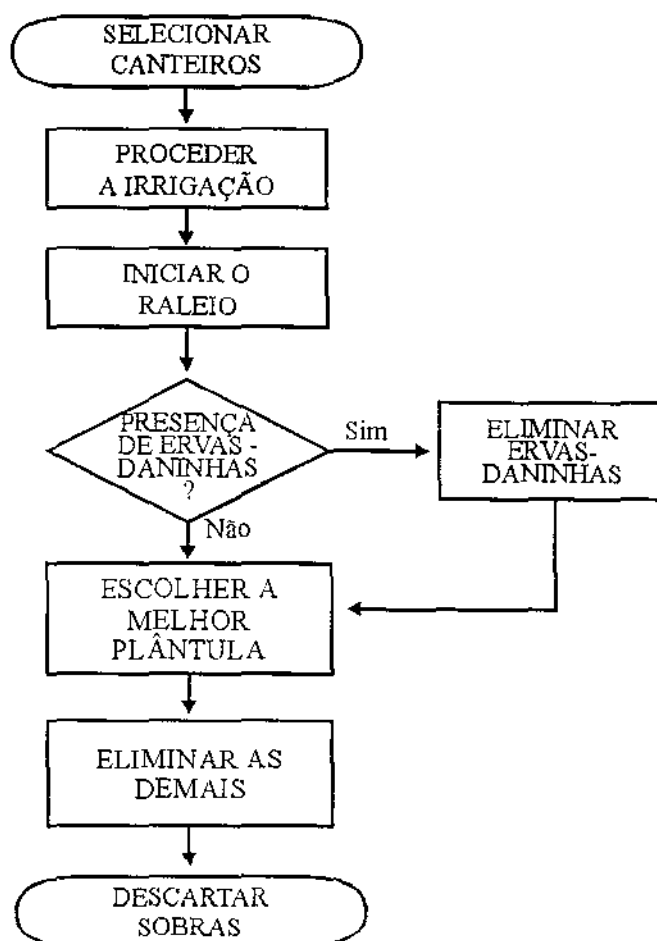 SELECIONAR
CANTEIROS
PROCEDER
A IRRIGAÇÃO
INICIAR O
RALEIO
PRESENÇA
DE ERVAS -
DANINHAS
?
Sim
ELIMINAR
ERVAS-
DANINHAS
Não
ESCOLHER A
MELHOR
PLÂNTULA
ELIMINAR AS
DEMAIS
DESCARTAR
SOBRAS